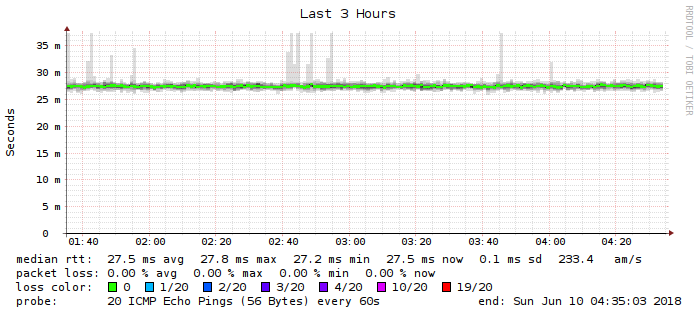 Last 3 Hours
RRDTOOL / TOBI OETIKER
Seconds
35 m
30 m
25 m
20 m
15 m
10 m
5 m
0
01:40 02:00 02:20 02:40 03:00 03:20 03:40 04:00 04:20
median rtt: 27.5 ms avg 27.8 ms max 27.2 ms min 27.5 ms now 0.1 ms sd 233.4 am/s
packet loss: 0.00 % avg 0.00 % max 0.00 % min 0.00 % now
loss color: 0 1/20 2/20 3/20 4/20 10/20 19/20
probe: 20 ICMP Echo Pings (56 Bytes) every 60s end: Sun Jun 10 04:35:03 2018